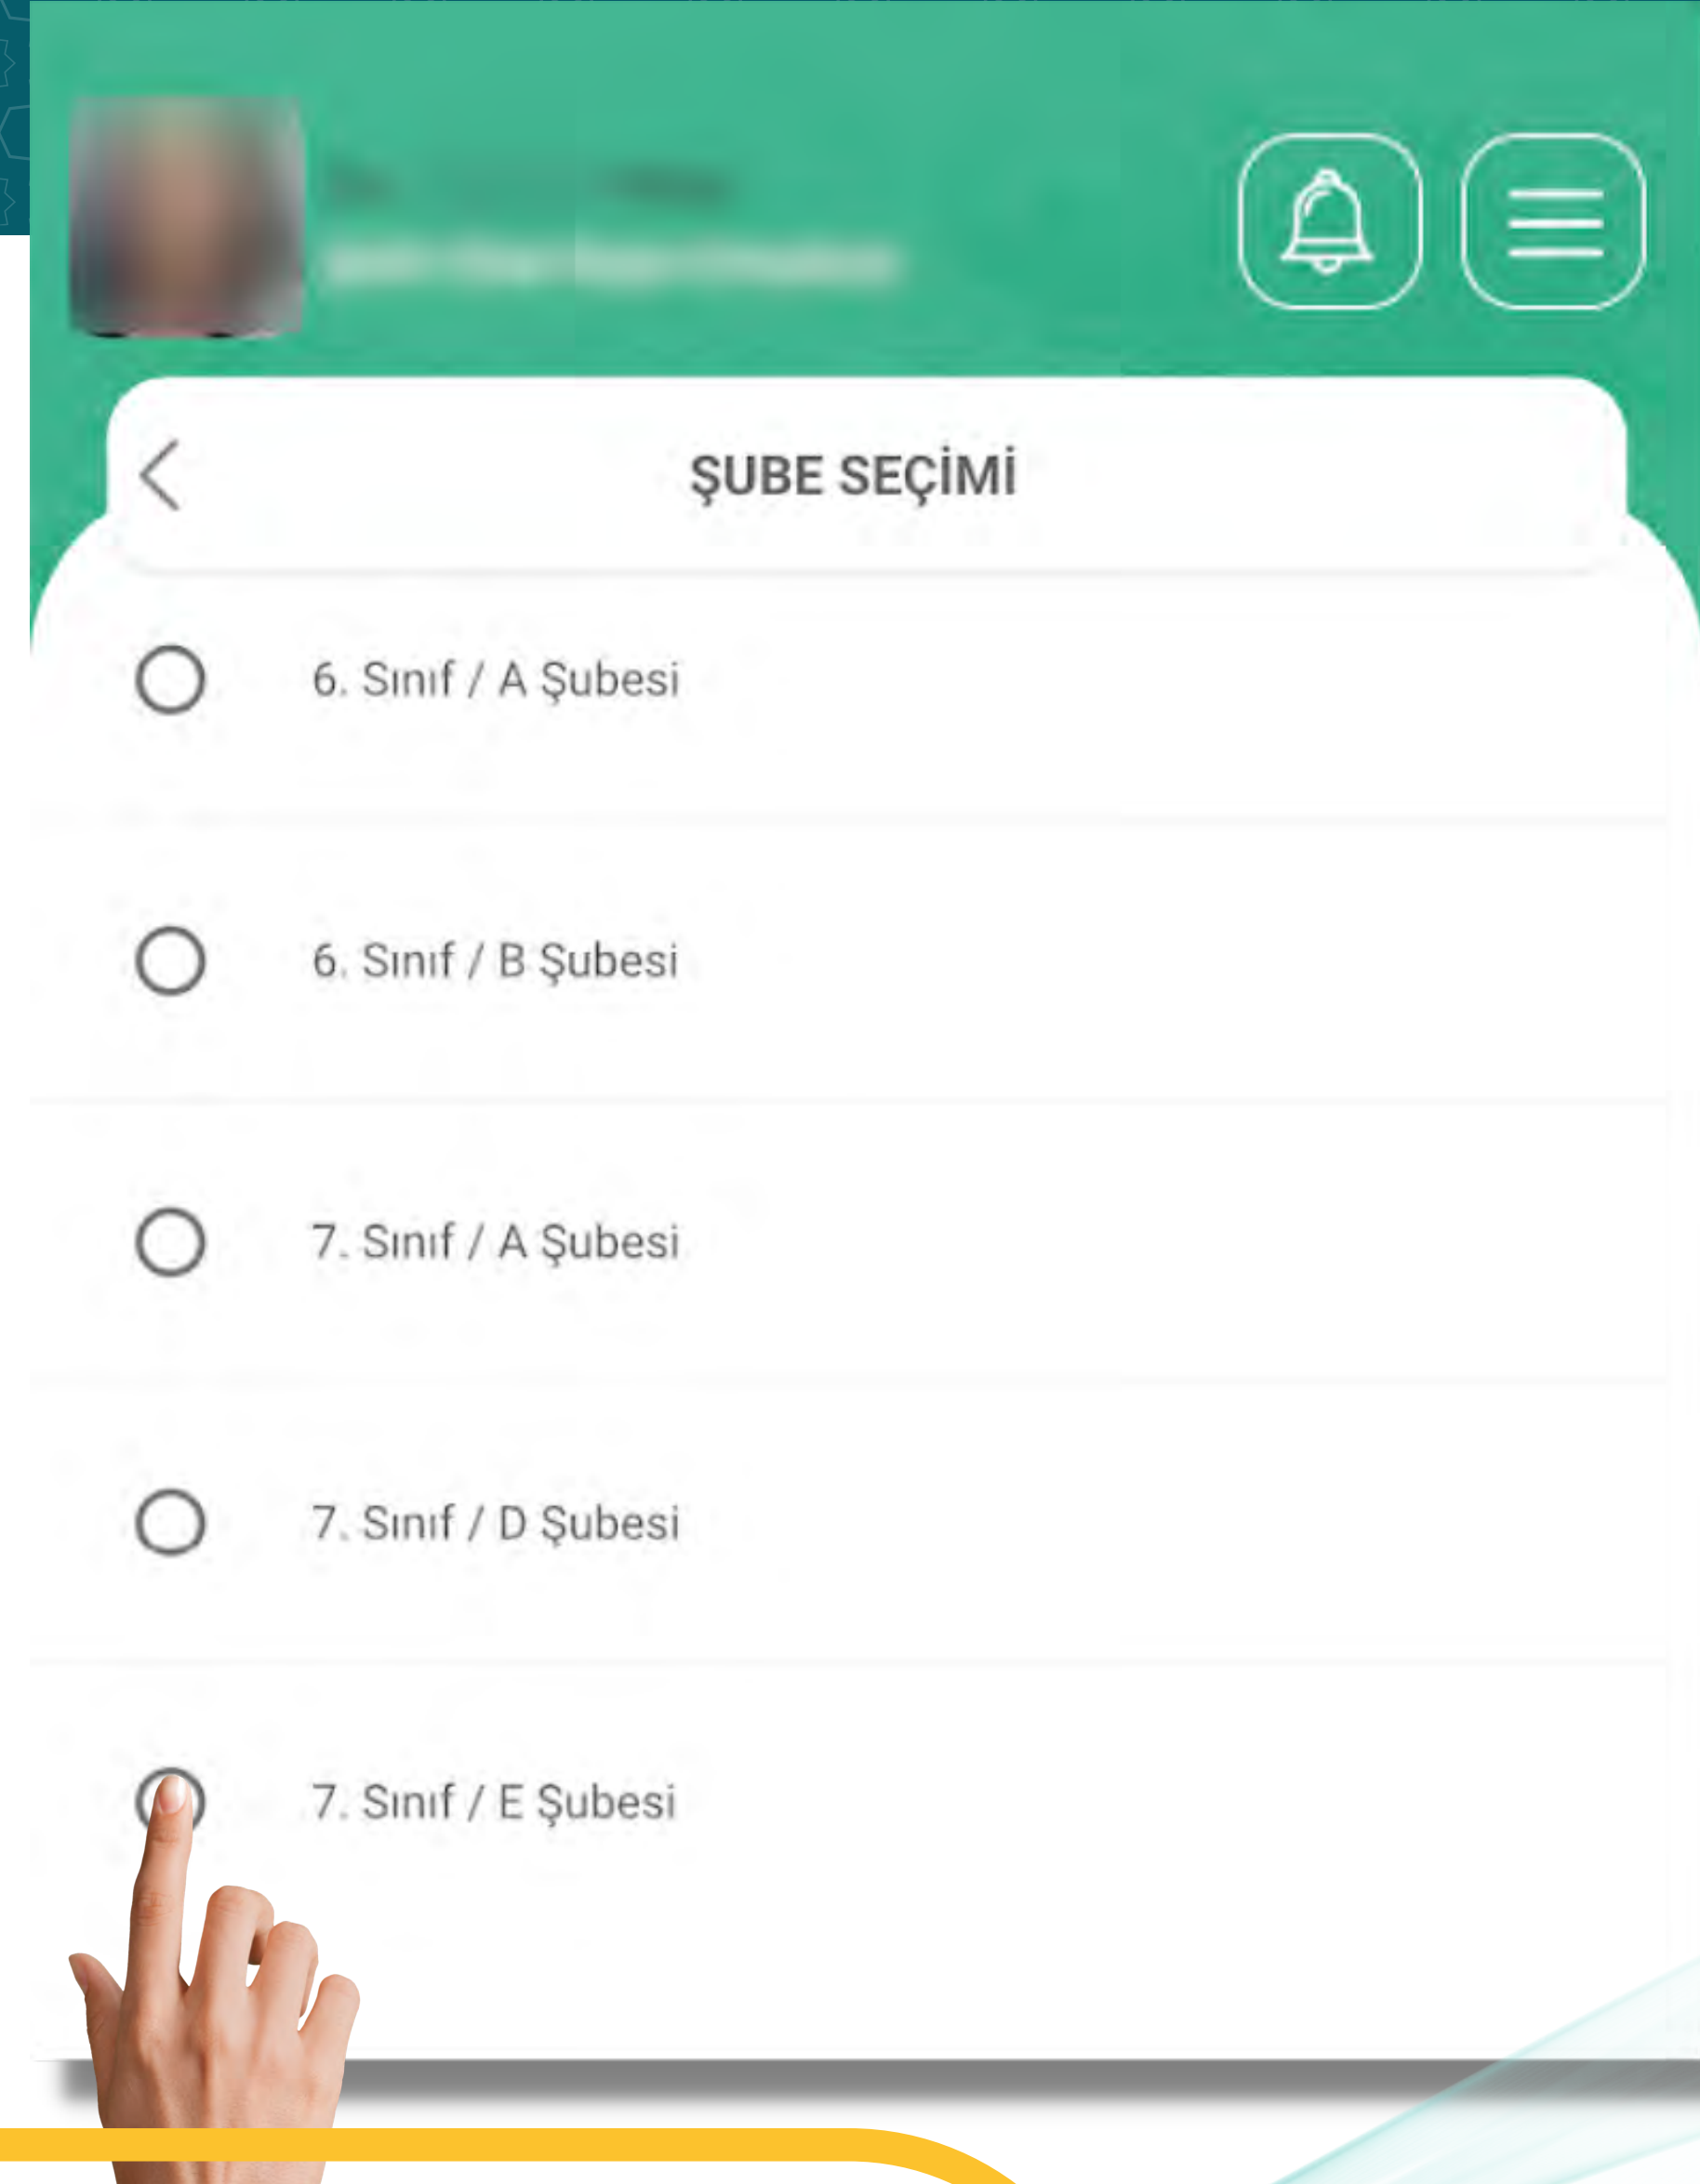 ŞUBE SEÇİMİ
6. Sınıf / A Şubesi
6. Sınıf / B Şubesi
7. Sınıf / A Şubesi
7. Sınıf / D Şubesi
7. Sınıf / E Şubesi